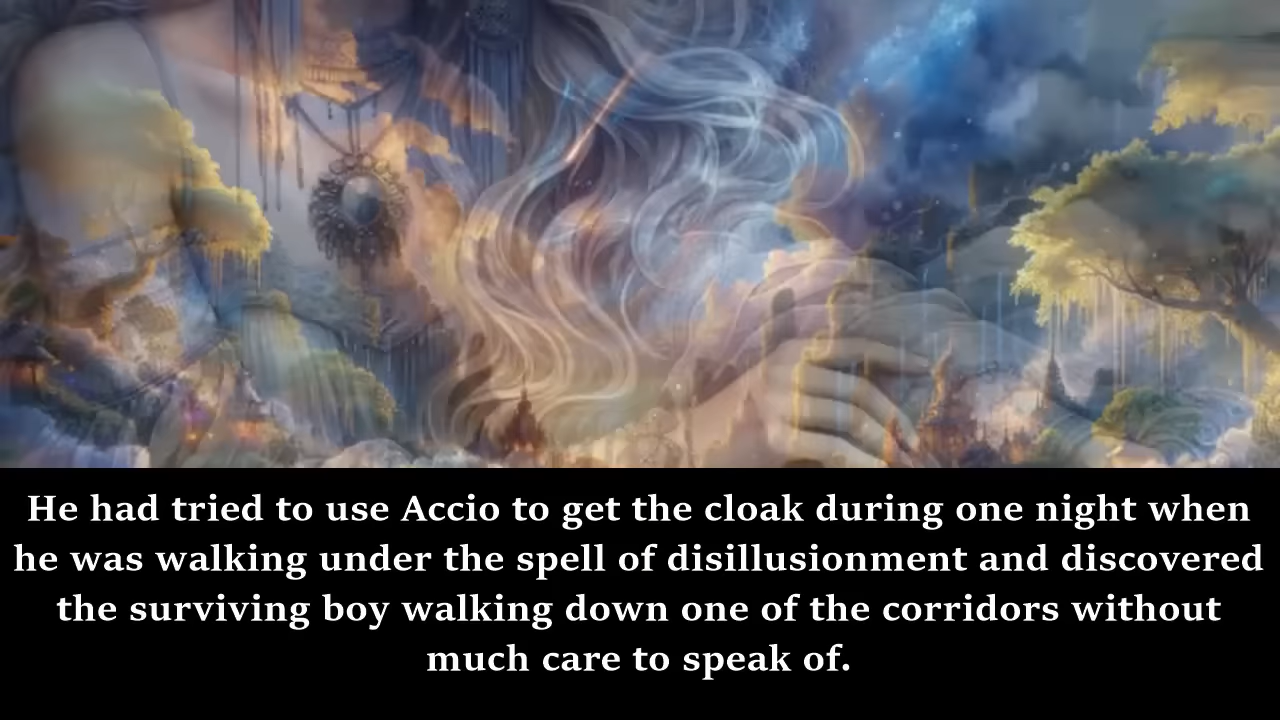 He had tried to use Accio to get the cloak during one night when
he was walking under the spell of disillusionment and discovered
the surviving boy walking down one of the corridors without
much care to speak of.